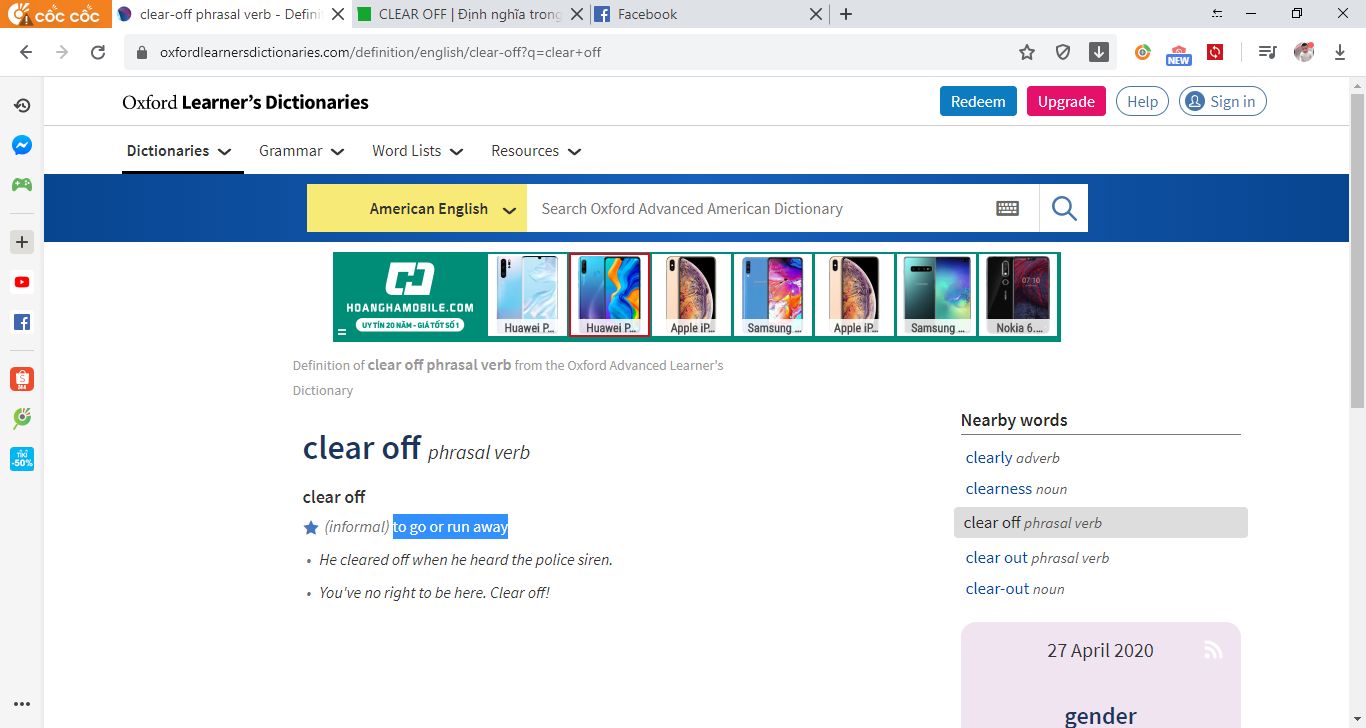 cốc cốc
clear-off phrasal verb - Defini
CLEAR OFF | Định nghĩa trong
Facebook
oxfordlearnersdictionaries.com/definition/english/clear-off?q=clear+off
NEW
Oxford Learner's Dictionaries
Redeem
Upgrade
Help
Sign in
Dictionaries
Grammar
Word Lists
Resources
American English
Search Oxford Advanced American Dictionary
HOANGHAMOBILE.COM
UY TÍN 20 NĂM - GIÁ TỐT SỐ 1
Huawei P...
Huawei P...
Apple iP...
Samsung ...
Apple iP...
Samsung ...
Nokia 6....
Definition of clear off phrasal verb from the Oxford Advanced Learner's
Dictionary
clear off phrasal verb
clear off
(informal) to go or run away
• He cleared off when he heard the police siren.
• You've no right to be here. Clear off!
Nearby words
clearly adverb
clearness noun
clear off phrasal verb
clear out phrasal verb
clear-out noun
27 April 2020
gender
TIKI
-50%